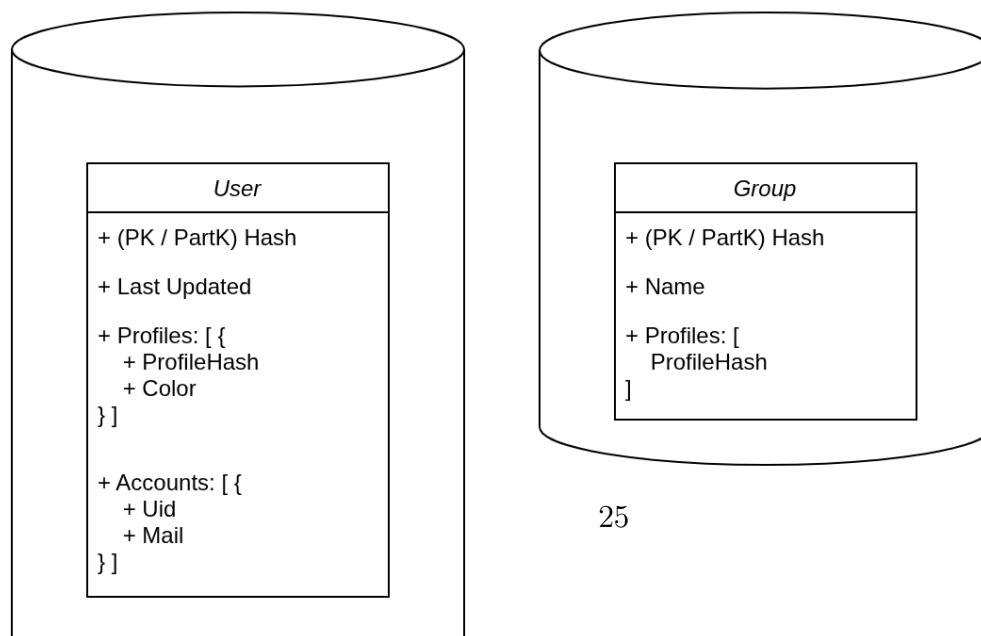 User
+ (PK / PartK) Hash
+ Last Updated
+ Profiles: [ {
+ ProfileHash
+ Color
} ]
+ Accounts: [ {
+ Uid
+ Mail
} ]
Group
+ (PK / PartK) Hash
+ Name
+ Profiles: [
ProfileHash
]
25